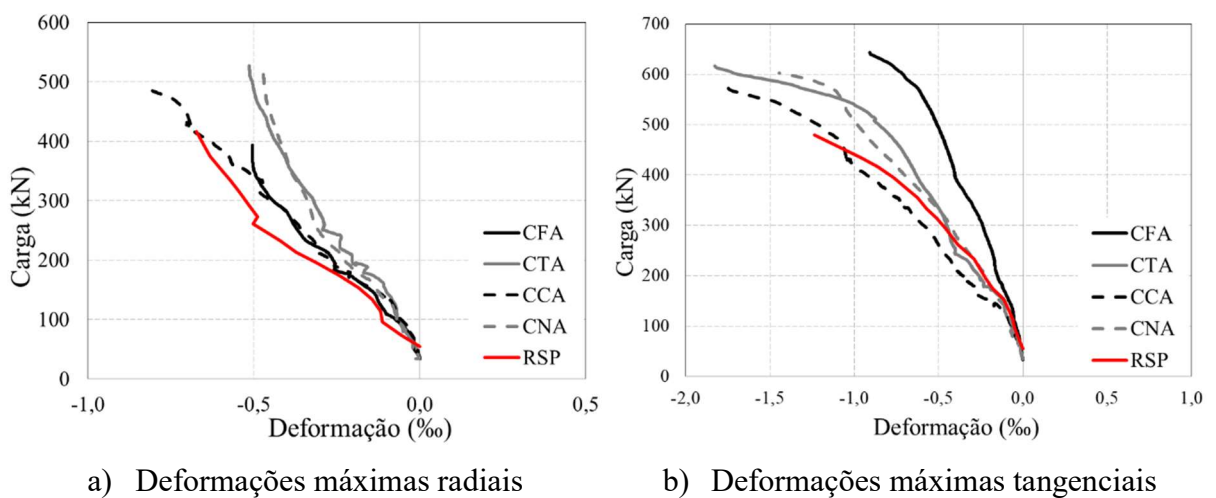 600
500
400
300
200
100
0
Carga (kN)
-1,0
-0,5
0,0
0,5
Deformação (‰)
CFA
CTA
CCA
CNA
RSP
a) Deformações máximas radiais
700
600
500
400
300
200
100
0
Carga (kN)
-2,0
-1,5
-1,0
-0,5
0,0
0,5
1,0
Deformação (‰)
CFA
CTA
CCA
CNA
RSP
b) Deformações máximas tangenciais